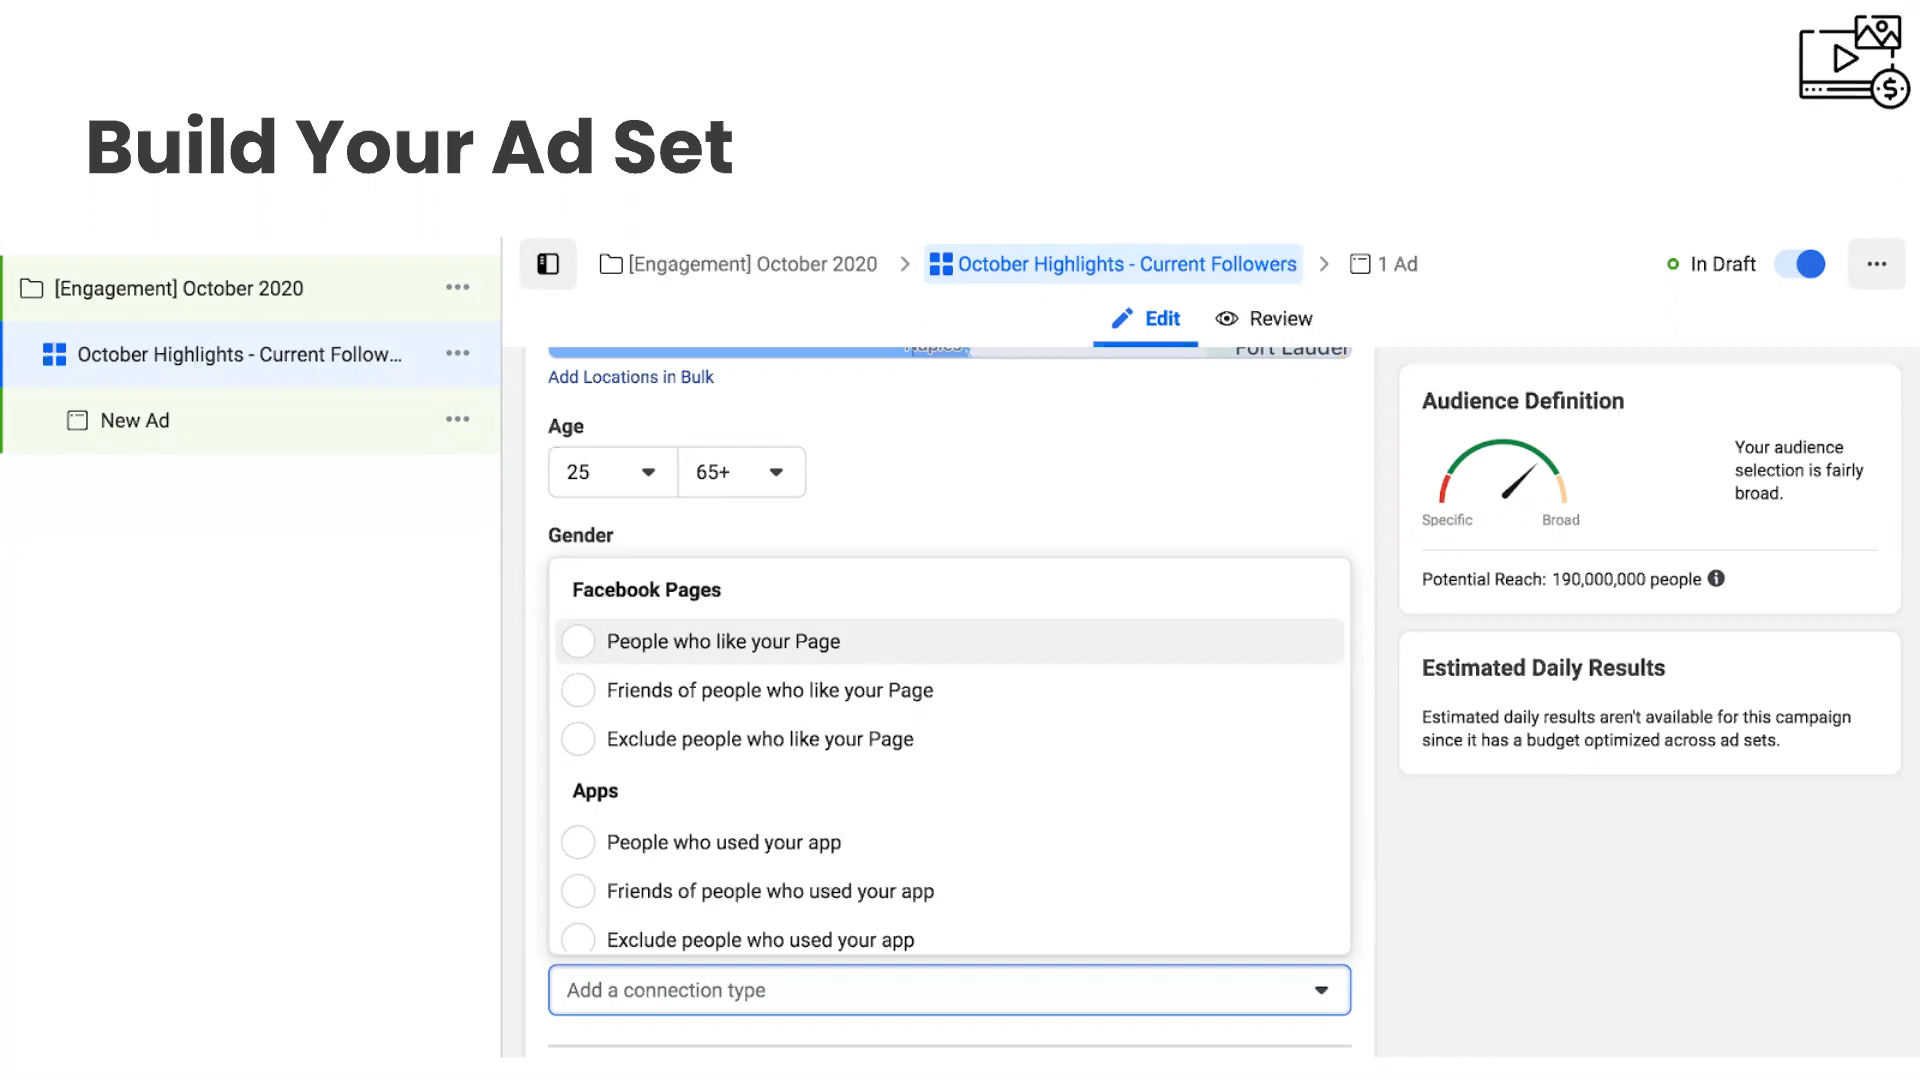 Build Your Ad Set
[Engagement] October 2020
October Highlights - Current Follow...
New Ad
[Engagement] October 2020
October Highlights - Current Followers
1 Ad
In Draft
Edit
Review
Add Locations in Bulk
Age
25
65+
Gender
Facebook Pages
People who like your Page
Friends of people who like your Page
Exclude people who like your Page
Apps
People who used your app
Friends of people who used your app
Exclude people who used your app
Add a connection type
Audience Definition
Your audience
selection is fairly
broad.
Specific
Broad
Potential Reach: 190,000,000 people
Estimated Daily Results
Estimated daily results aren't available for this campaign
since it has a budget optimized across ad sets.